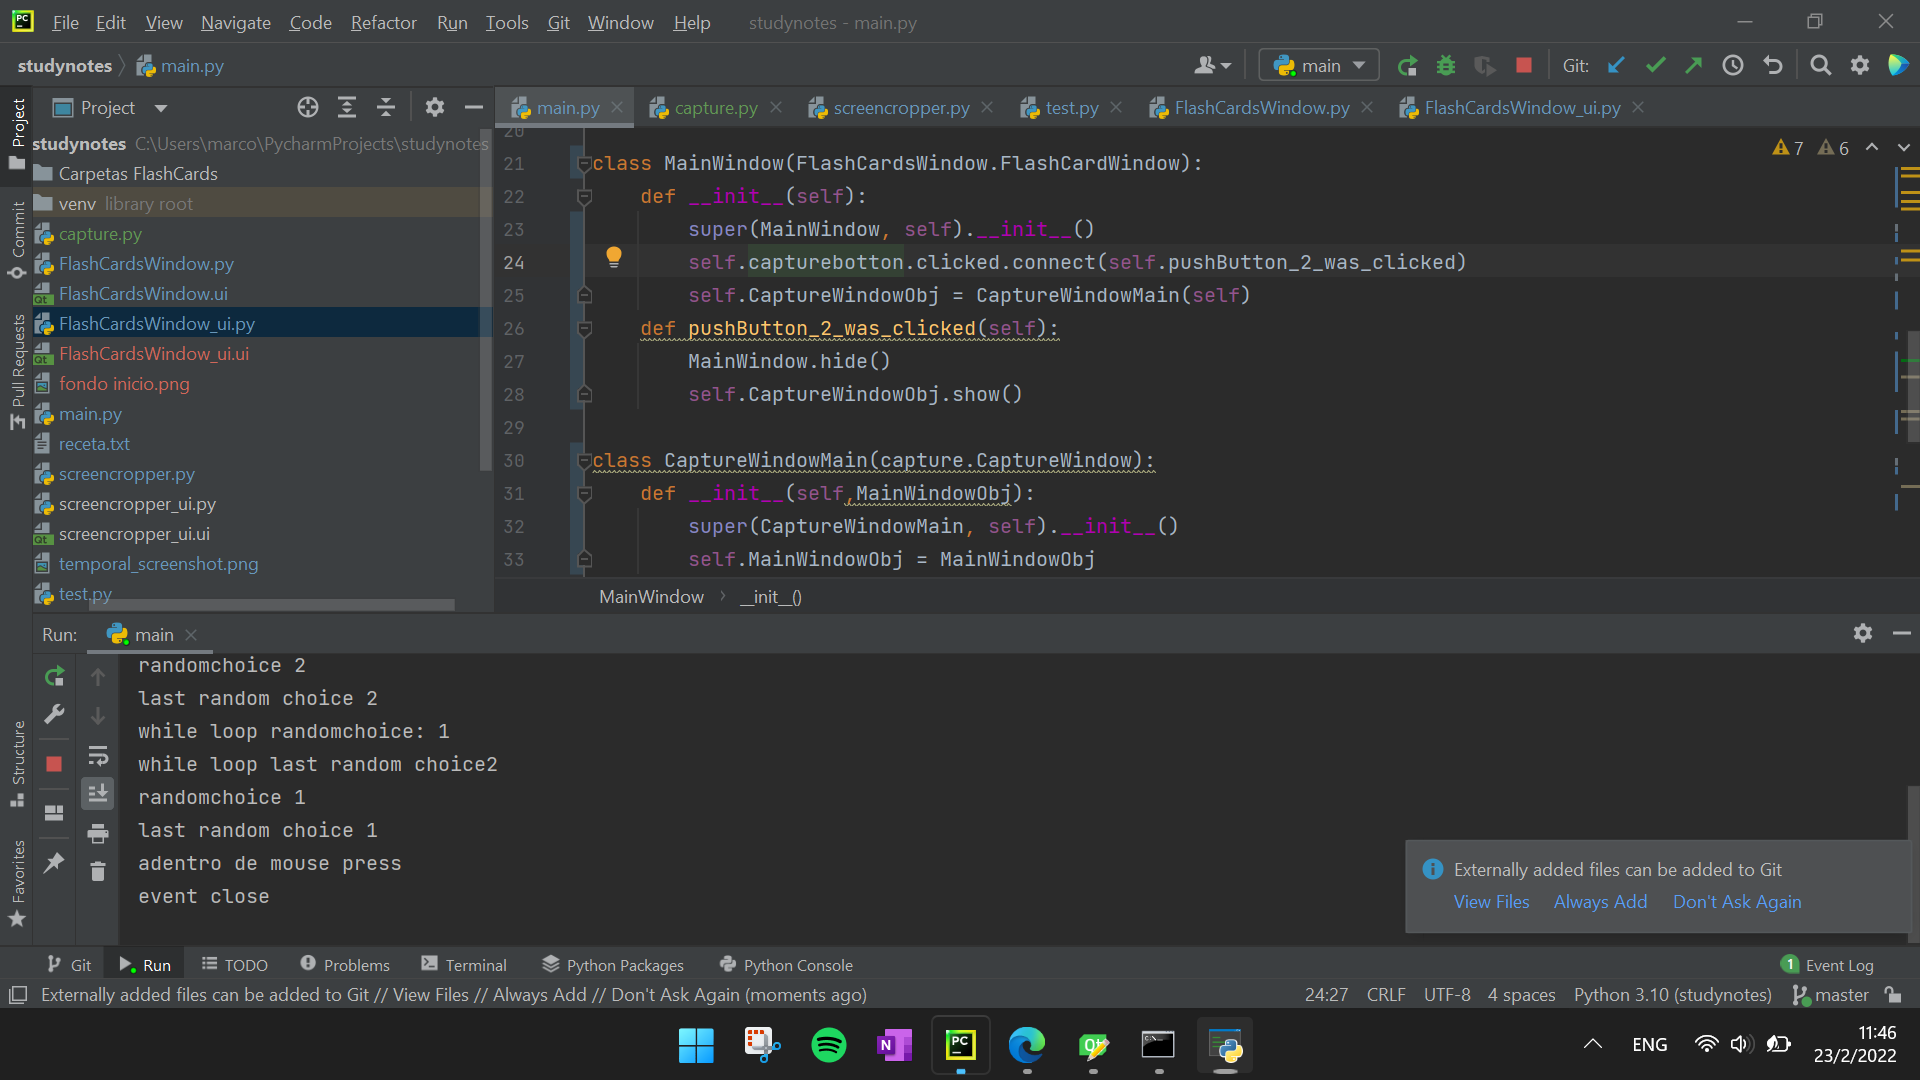 File Edit View Navigate Code Refactor Run Tools Git Window Help studynotes - main.py
studynotes main.py main Git:
Project
Project main.py capture.py screencropper.py test.py FlashCardsWindow.py FlashCardsWindow_ui.py
studynotes C:\Users\marco\PycharmProjects\studynotes
Carpetas FlashCards
venv library root
capture.py
FlashCardsWindow.py
FlashCardsWindow.ui
FlashCardsWindow_ui.py
FlashCardsWindow_ui.ui
fondo inicio.png
main.py
receta.txt
screencropper.py
screencropper_ui.py
screencropper_ui.ui
temporal_screenshot.png
test.py
Commit
Pull Requests
Structure
Favorites
7 6
20
21 class MainWindow(FlashCardsWindow.FlashCardWindow):
22 def __init__(self):
23 super(MainWindow, self).__init__()
24 self.capturebotton.clicked.connect(self.pushButton_2_was_clicked)
25 self.CaptureWindowObj = CaptureWindowMain(self)
26 def pushButton_2_was_clicked(self):
27 MainWindow.hide()
28 self.CaptureWindowObj.show()
29
30 class CaptureWindowMain(capture.CaptureWindow):
31 def __init__(self,MainWindowObj):
32 super(CaptureWindowMain, self).__init__()
33 self.MainWindowObj = MainWindowObj
MainWindow __init__()
Run: main
randomchoice 2
last random choice 2
while loop randomchoice: 1
while loop last random choice2
randomchoice 1
last random choice 1
adentro de mouse press
event close
Externally added files can be added to Git
View Files Always Add Don't Ask Again
Git Run TODO Problems Terminal Python Packages Python Console 1 Event Log
Externally added files can be added to Git // View Files // Always Add // Don't Ask Again (moments ago) 24:27 CRLF UTF-8 4 spaces Python 3.10 (studynotes) master
ENG
11:46
23/2/2022